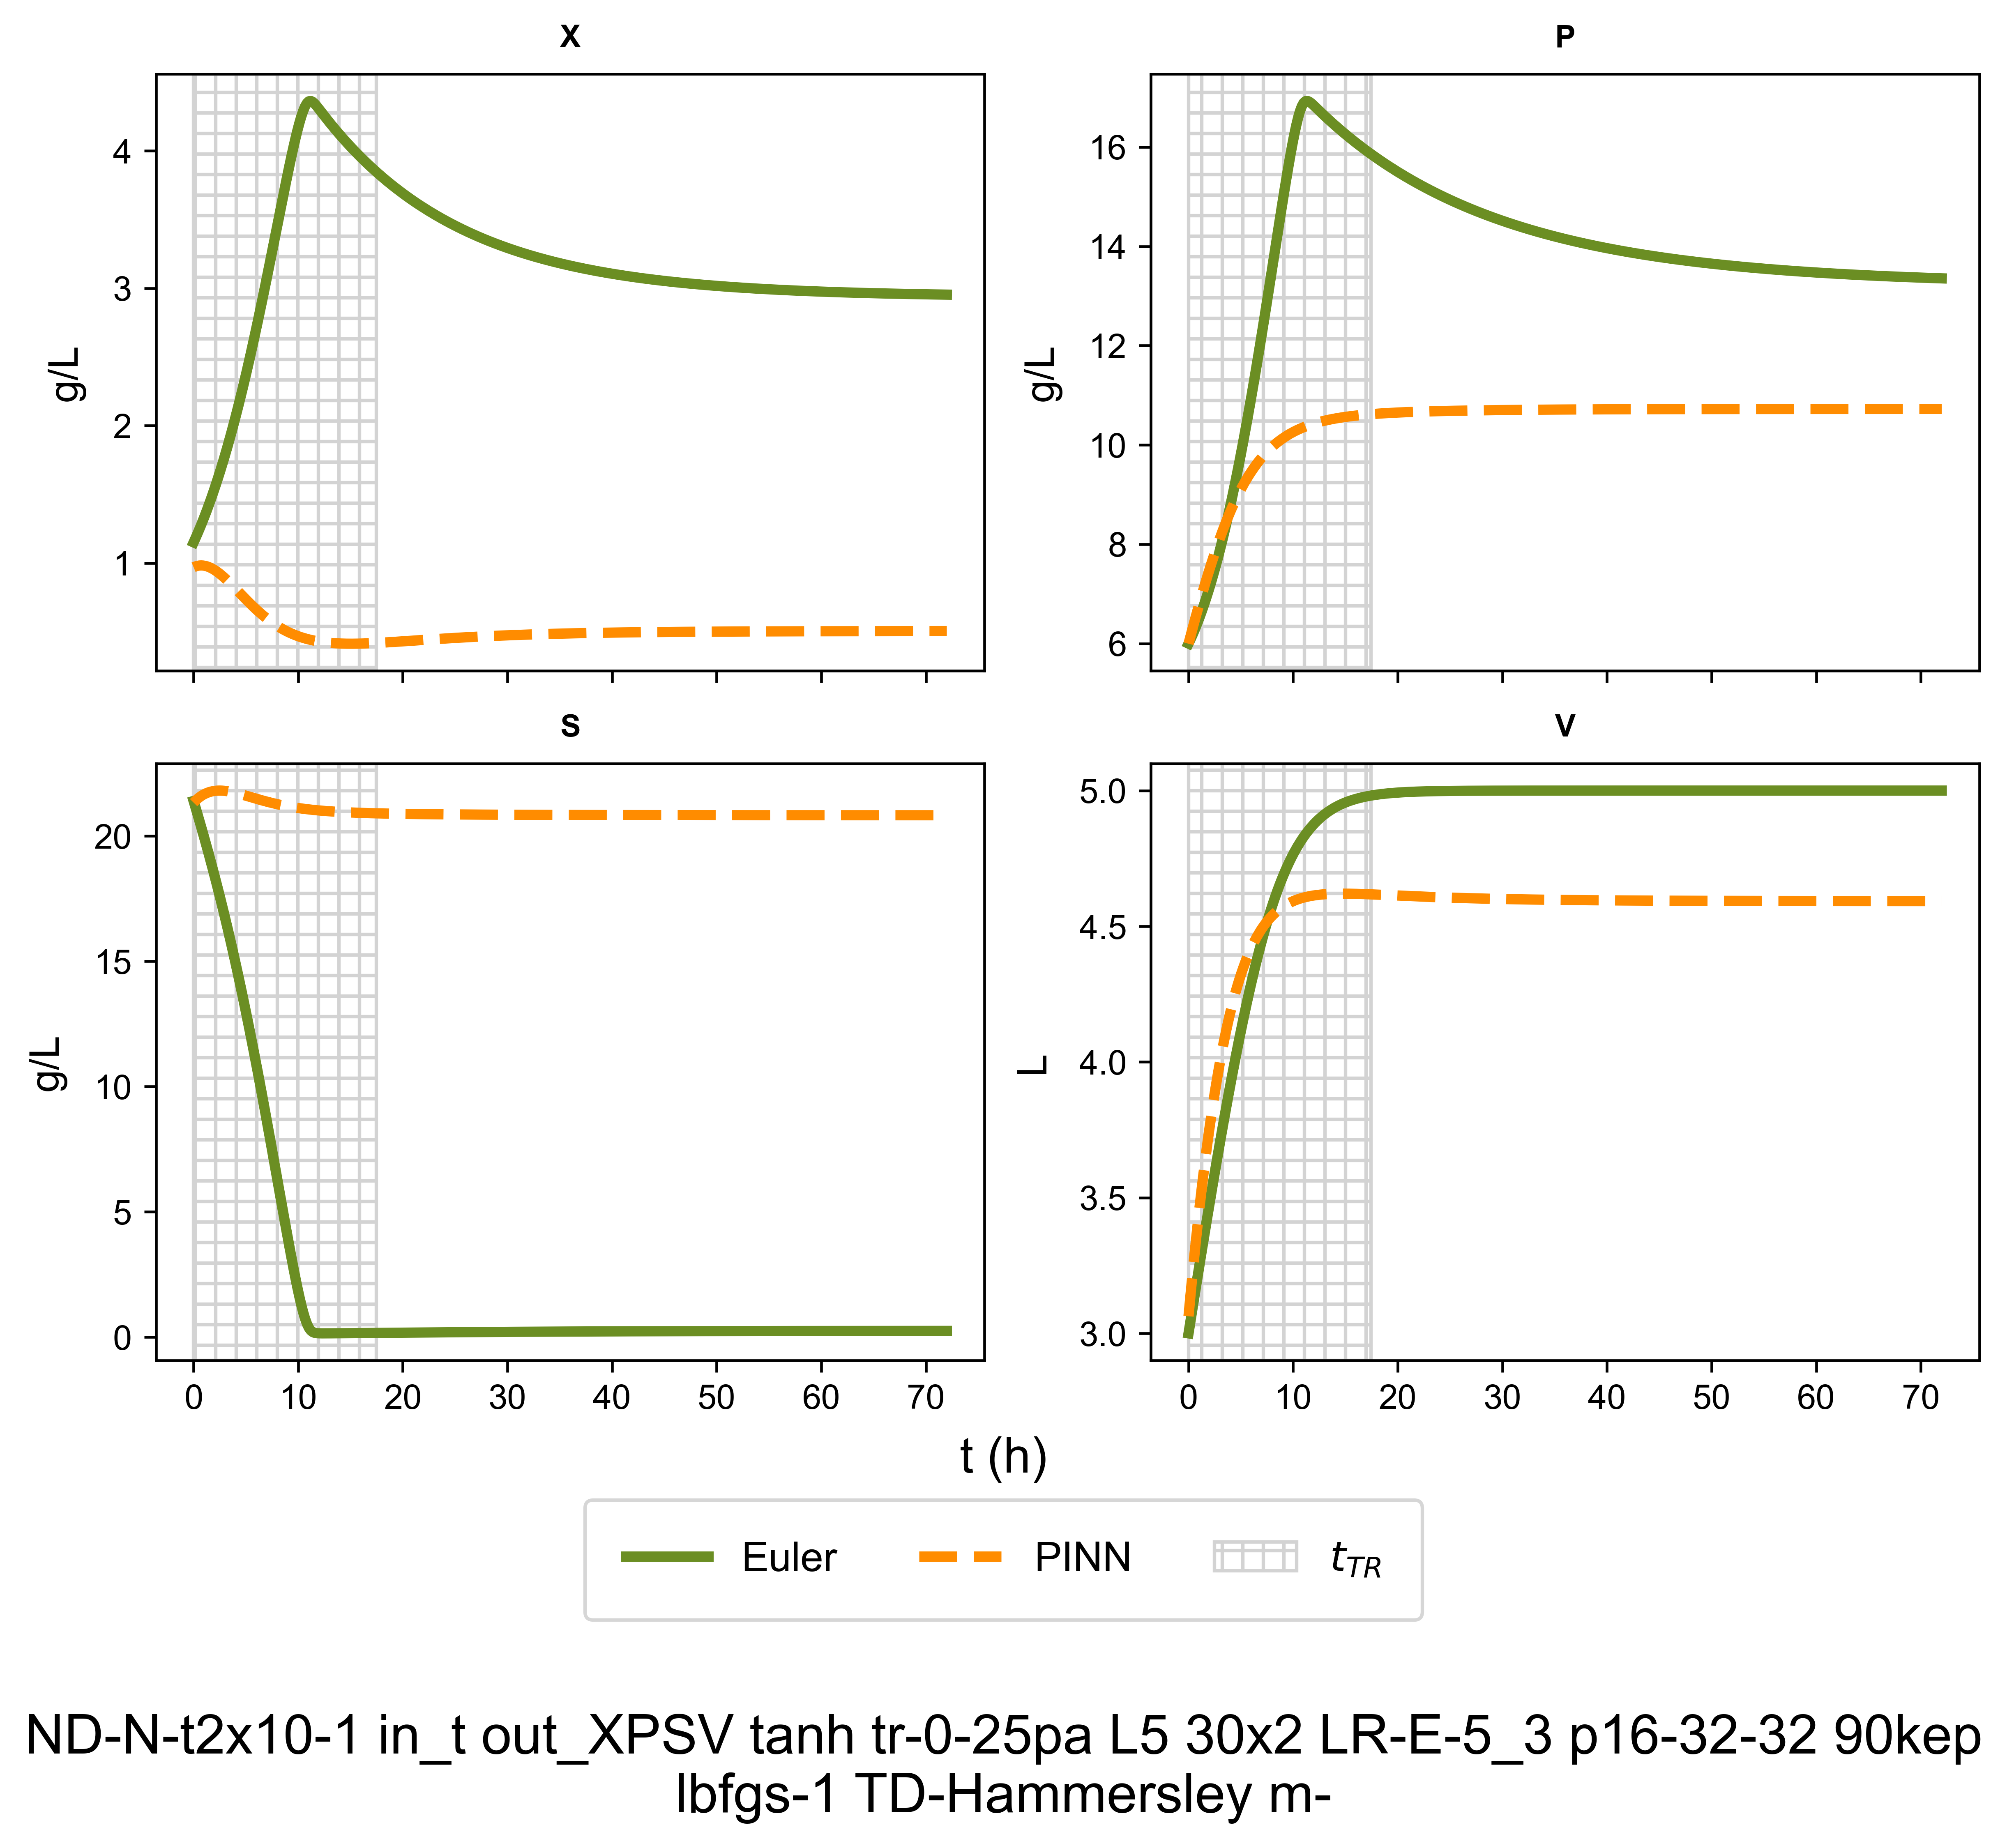 X
P
4
3
2
1
g/L
16
14
12
10
8
6
g/L
S
V
20
15
10
5
0
g/L
0 10 20 30 40 50 60 70
5.0
4.5
4.0
3.5
3.0
L
0 10 20 30 40 50 60 70
t (h)
Euler PINN t_TR
ND-N-t2x10-1 in_t out_XPSV tanh tr-0-25pa L5 30x2 LR-E-5_3 p16-32-32 90kep
lbfgs-1 TD-Hammersley m-